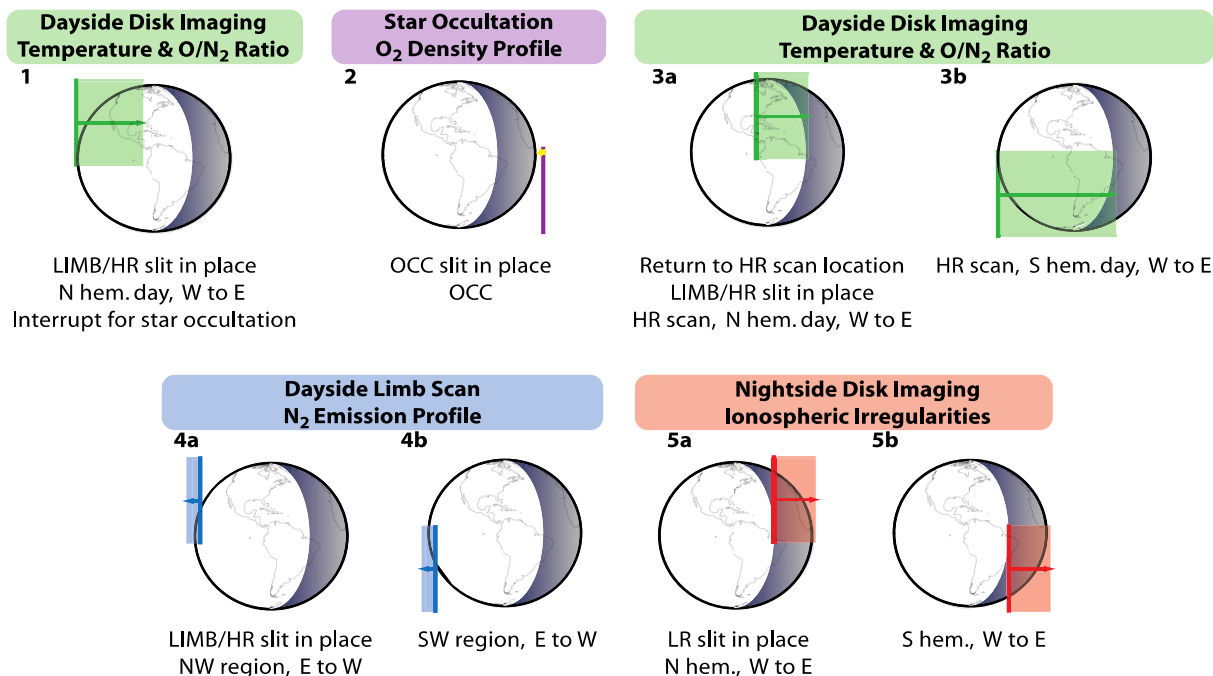 Dayside Disk Imaging
Temperature & O/N₂ Ratio
1
LIMB/HR slit in place
N hem. day, W to E
Interrupt for star occultation
Star Occultation
O₂ Density Profile
2
OCC slit in place
OCC
Dayside Disk Imaging
Temperature & O/N₂ Ratio
3a
Return to HR scan location
LIMB/HR slit in place
HR scan, N hem. day, W to E
3b
HR scan, S hem. day, W to E
Dayside Limb Scan
N₂ Emission Profile
4a
LIMB/HR slit in place
NW region, E to W
4b
SW region, E to W
Nightside Disk Imaging
Ionospheric Irregularities
5a
LR slit in place
N hem., W to E
5b
S hem., W to E